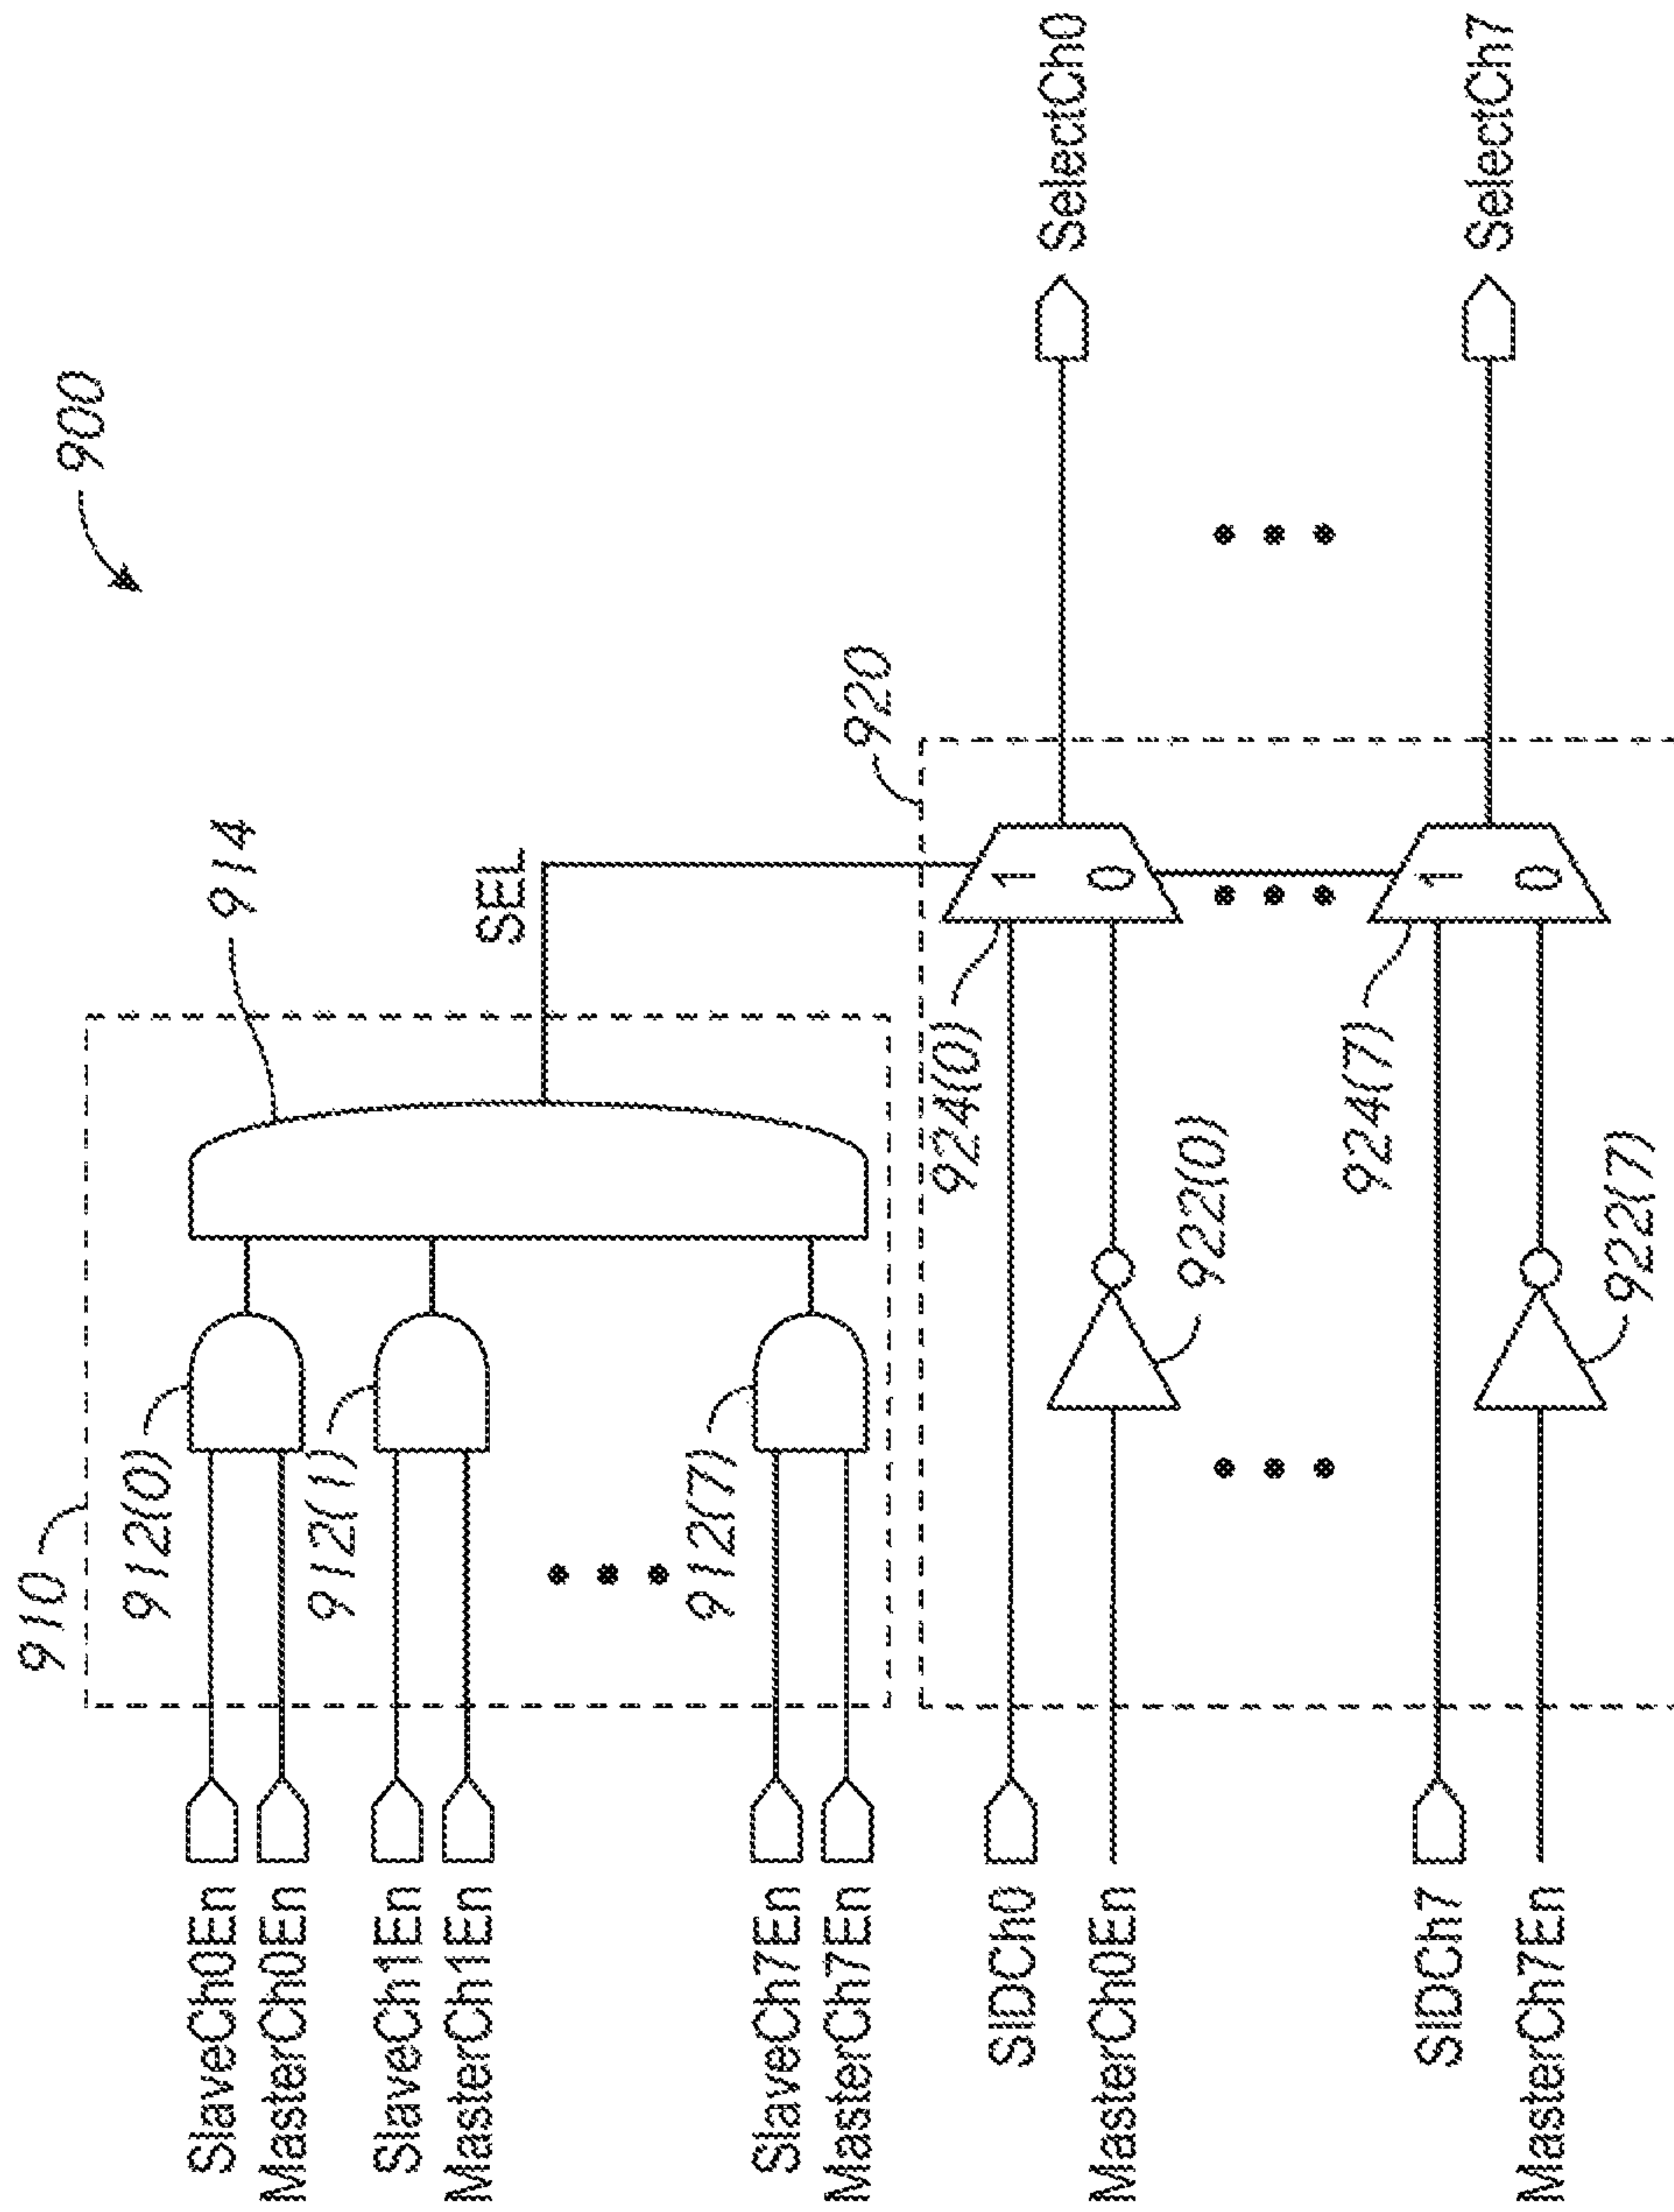 900
910
912(0)
914
SlaveCh0En
MasterCh0En
912(1)
SlaveCh1En
MasterCh1En
SEL
912(7)
SlaveCh7En
MasterCh7En
920
924(0)
SIDCh0
1
SelectCh0
MasterCh0En
0
922(0)
924(7)
SIDCh7
1
SelectCh7
MasterCh7En
0
922(7)